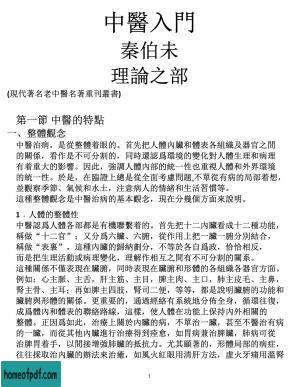 中醫入門
秦伯未
理論之部
(現代著名老中醫名著重刊叢書)
第一節 中醫的特點
一、整體觀念
中醫治病，是從整體着眼的。首先把人體內臟和體表各組織及器官之間
的關係，看作是不可分割的，同時還認爲環境的變化對人體生理和病理
有着重大的影響。因此，強調人體內部的統一性也重視人體和外界環境
的統一性。於是，在臨證上總是從全面考慮問題,不單從有病的局部着想，
並觀察季節、氣候和水土，注意病人的情緒和生活習慣等。
這種整體觀念是中醫治病的基本觀念，現在分幾個方面來說明。
1．人體的整體性
中醫認爲人體各部都是有機聯繫着的。首先把十二內臟看成十二種功能，
稱做“十二官”；又分爲六臟、六腑，從作用上把一臟一腑分別結合，
稱做“表裏”。這種內臟的歸納劃分，不等於各自爲政，恰恰相反，
而是把生理活動或病理變化，理解作相互之間有不可分割的關系。
這種關係不僅表現在臟腑，同時表現在臟腑和形體的各組織各器官方面。
例如：心主脈、主舌，肝主筋、主目，脾主肉、主口，肺主皮毛、主鼻，
腎主骨、主耳；再如脾主四肢，腎司二便，等等，都是說明臟腑的功能和
臟腑與形體的關係。更重要的，通過經絡有系統地分佈全身，循環往復，
成爲體內和體表的聯絡路線，這樣，使人體在功能上保持內外相關的
整體。正因爲如此，治療上關於內臟的病，不單治一臟，甚至不醫治有病
的一臟，而從其他內臟進行治療得到痊愈，如胃病兼治脾臟，肺病可從
治脾胃着手，以間接增強肺臟的抵抗力。尤其顯著的，形體局部的病症，
往往採取治內臟的辦法來治癒，如風火紅眼用清肝方法，虛火牙痛用溫腎
homeofpdf.com
1